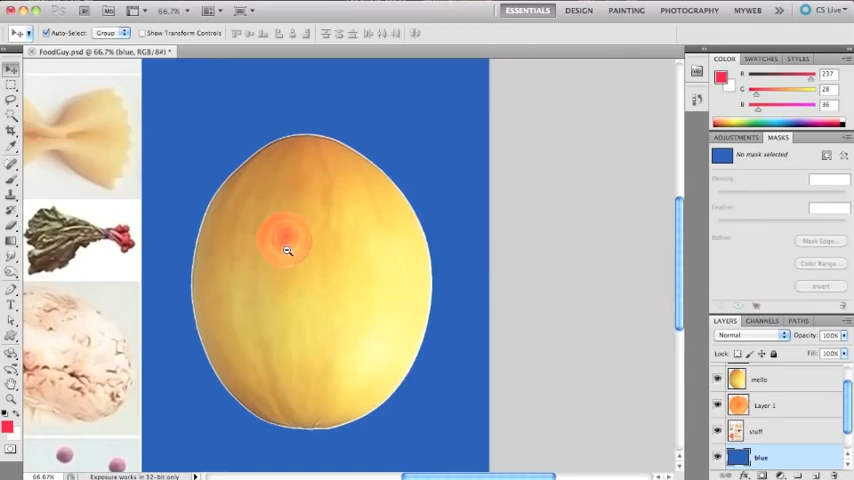 Ps Br Mb 66.7% ESSENTIALS DESIGN PAINTING PHOTOGRAPHY MYWEB >> CS Live
Auto-Select: Group Show Transform Controls
FoodGuy.psd @ 66.7% (blue, RGB/8#) *
COLOR SWATCHES STYLES
R 237
G 28
B 36
ADJUSTMENTS MASKS
No mask selected
Density:
Feather:
Refine:
Mask Edge...
Color Range...
Invert
LAYERS CHANNELS PATHS
Normal Opacity: 100%
Lock: Fill: 100%
mello
Layer 1
stuff
blue
66.67% Exposure works in 32-bit only